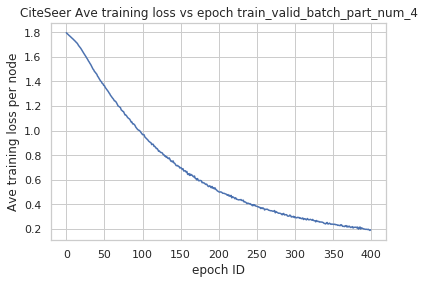 CiteSeer Ave training loss vs epoch train_valid_batch_part_num_4
Ave training loss per node
1.8
1.6
1.4
1.2
1.0
0.8
0.6
0.4
0.2
0 50 100 150 200 250 300 350 400
epoch ID